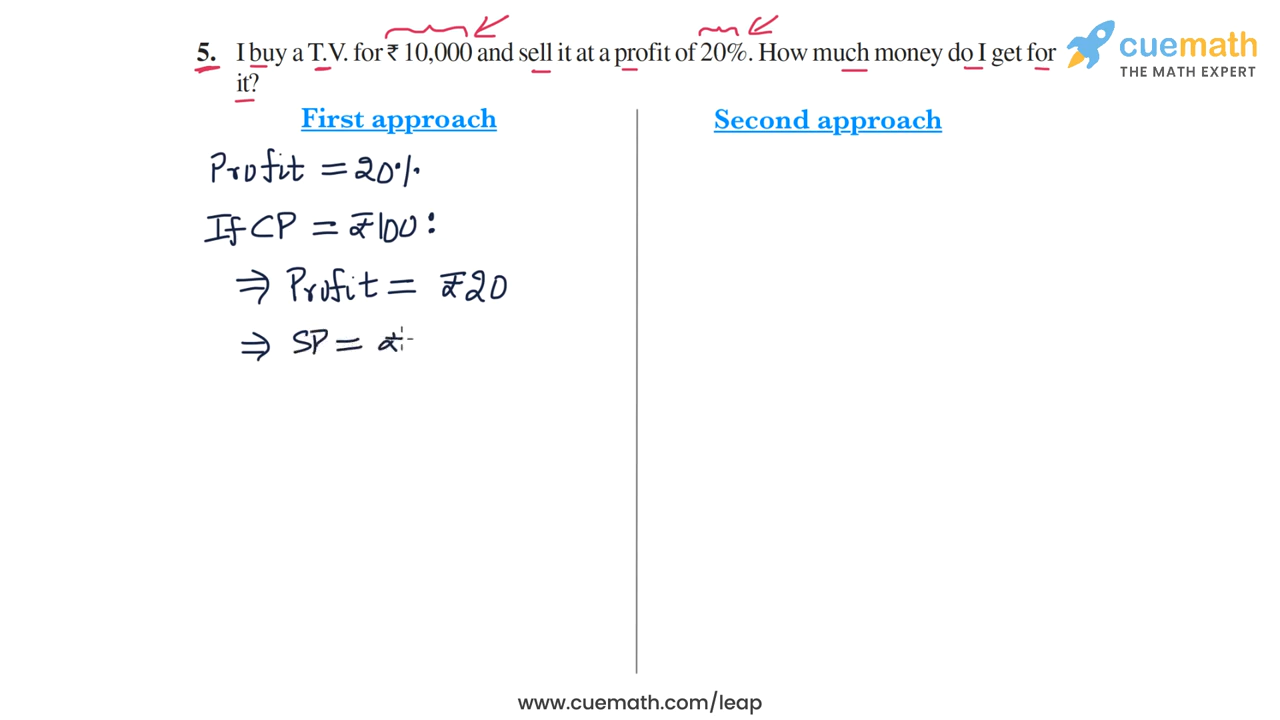 5. I buy a T.V. for ₹ 10,000 and sell it at a profit of 20%. How much money do I get for
it?
cuemath
THE MATH EXPERT
First approach
Profit = 20%
If CP = ₹100:
⇒ Profit = ₹20
⇒ SP = ₹
Second approach
www.cuemath.com/leap